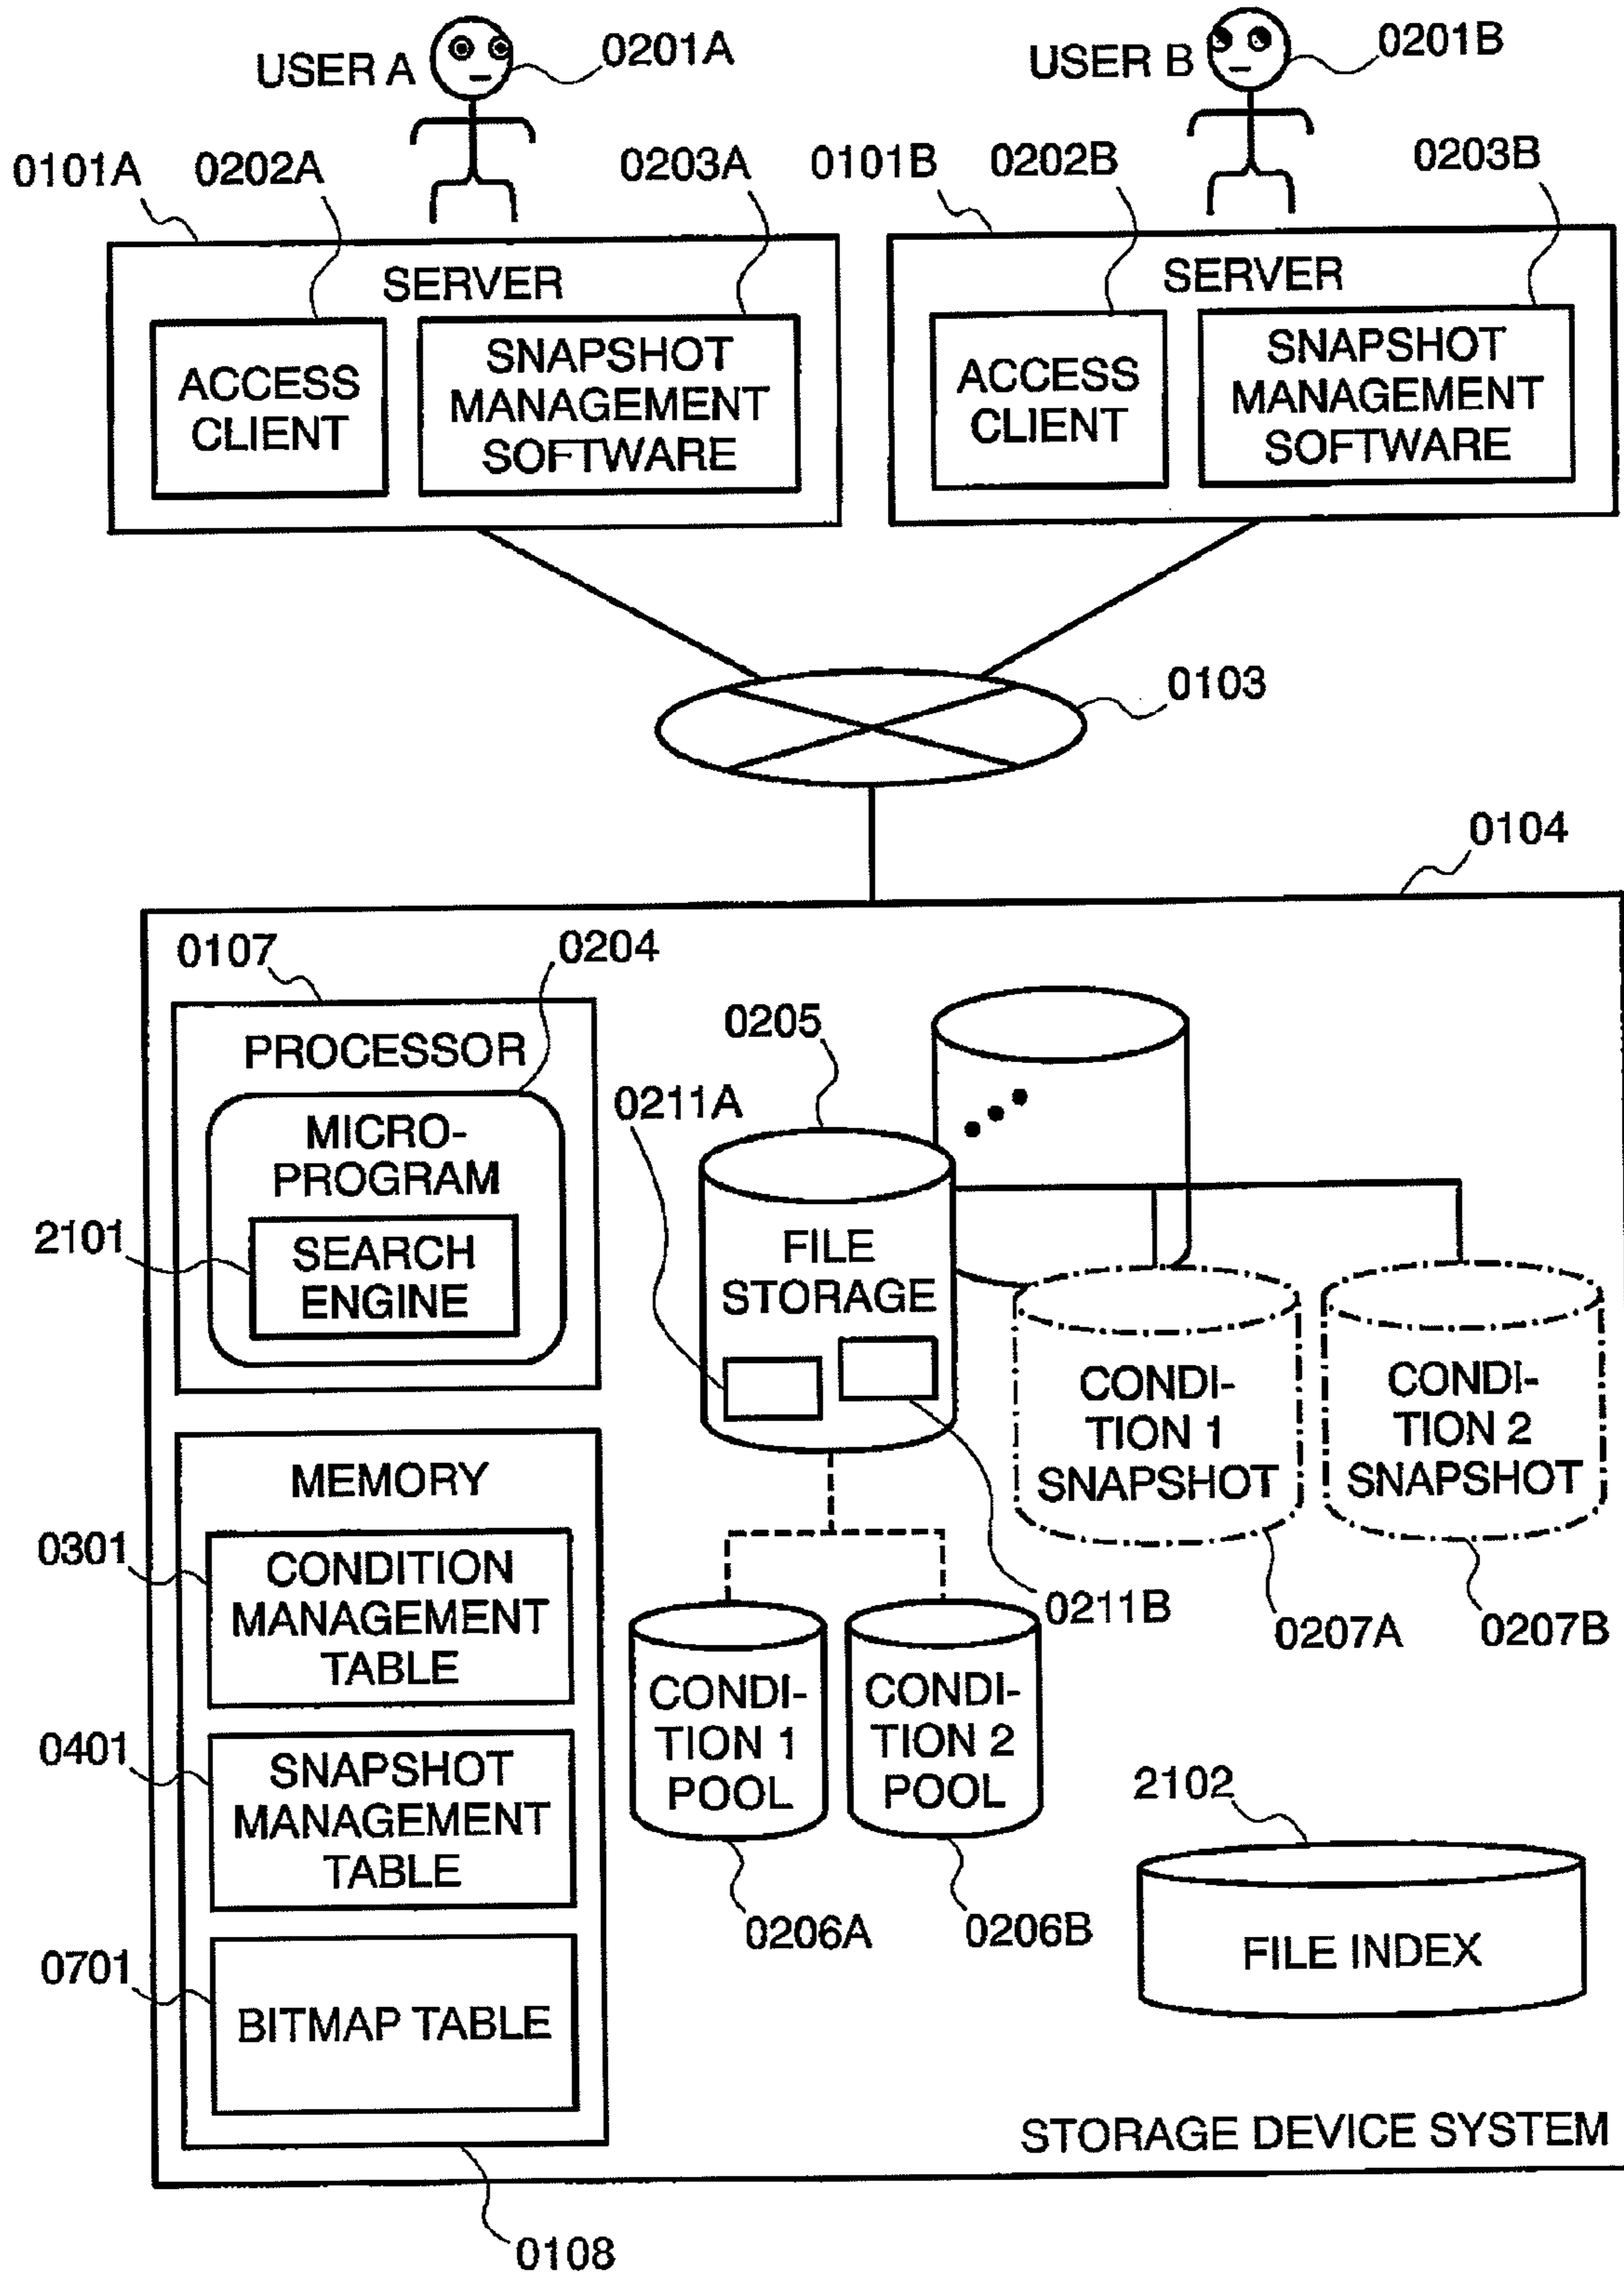 USER A
0201A
USER B
0201B
0101A
0202A
0203A
0101B
0202B
0203B
SERVER
ACCESS
CLIENT
SNAPSHOT
MANAGEMENT
SOFTWARE
SERVER
ACCESS
CLIENT
SNAPSHOT
MANAGEMENT
SOFTWARE
0103
0104
0107
0204
PROCESSOR
MICRO-
PROGRAM
2101
SEARCH
ENGINE
0205
0211A
FILE
STORAGE
CONDI-
TION 1
SNAPSHOT
CONDI-
TION 2
SNAPSHOT
0211B
0207A
0207B
MEMORY
0301
CONDITION
MANAGEMENT
TABLE
0401
SNAPSHOT
MANAGEMENT
TABLE
0701
BITMAP TABLE
CONDI-
TION 1
POOL
CONDI-
TION 2
POOL
0206A
0206B
2102
FILE INDEX
STORAGE DEVICE SYSTEM
0108